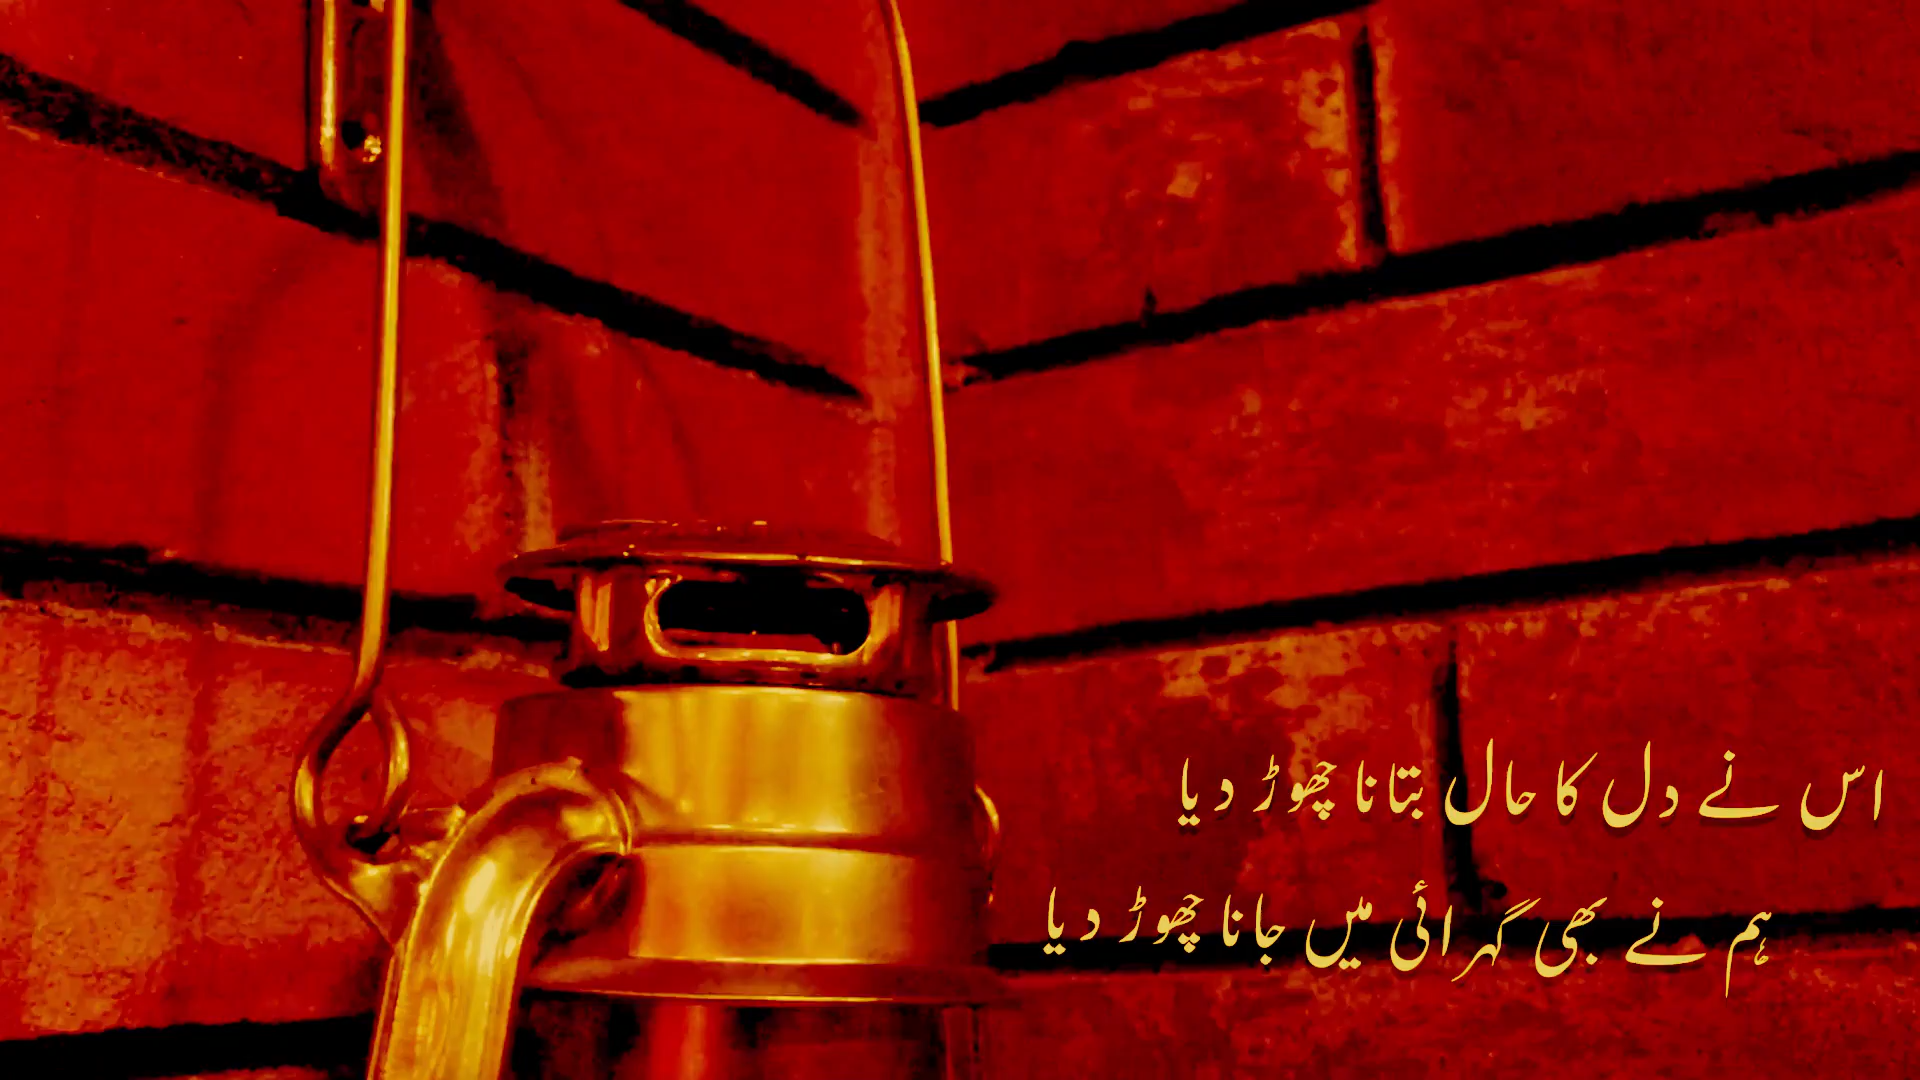 اس نے دل کا حال بتانا چھوڑ دیا
ہم نے بھی گہرائی میں جانا چھوڑ دیا